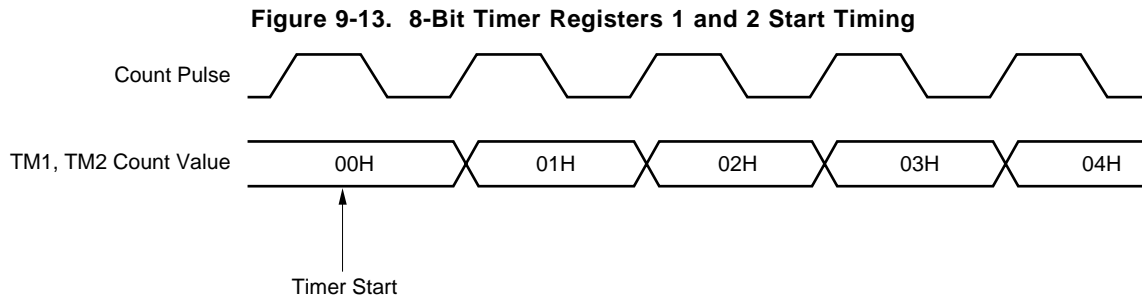 Figure 9-13. 8-Bit Timer Registers 1 and 2 Start Timing
Count Pulse
TM1, TM2 Count Value
00H
01H
02H
03H
04H
Timer Start